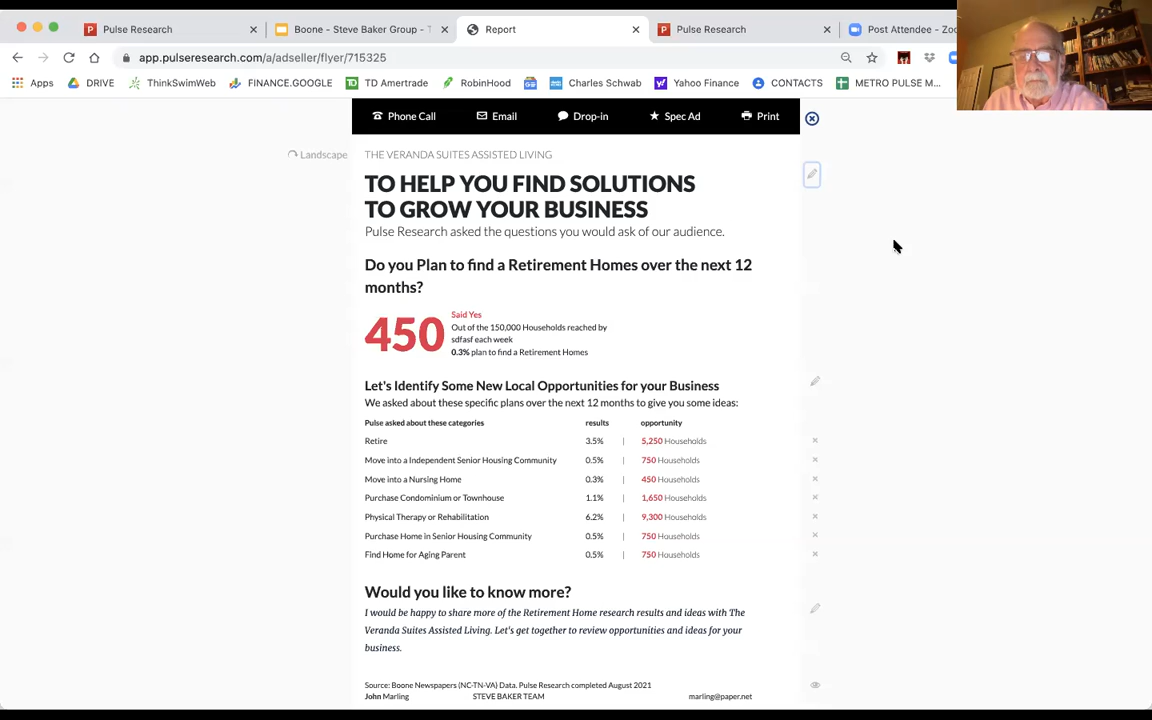 Pulse Research
Boone - Steve Baker Group - T
Report
Pulse Research
Post Attendee - Zoo
app.pulseresearch.com/a/adseller/flyer/715325
Apps
DRIVE
ThinkSwimWeb
FINANCE.GOOGLE
TD Amertrade
RobinHood
Charles Schwab
Yahoo Finance
CONTACTS
METRO PULSE M...
Phone Call
Email
Drop-in
Spec Ad
Print
Landscape
THE VERANDA SUITES ASSISTED LIVING
TO HELP YOU FIND SOLUTIONS
TO GROW YOUR BUSINESS
Pulse Research asked the questions you would ask of our audience.
Do you Plan to find a Retirement Homes over the next 12
months?
450
Said Yes
Out of the 150,000 Households reached by
sdfasf each week
0.3% plan to find a Retirement Homes
Let's Identify Some New Local Opportunities for your Business
We asked about these specific plans over the next 12 months to give you some ideas:
Pulse asked about these categories results opportunity
Retire 3.5% | 5,250 Households
Move into a Independent Senior Housing Community 0.5% | 750 Households
Move into a Nursing Home 0.3% | 450 Households
Purchase Condominium or Townhouse 1.1% | 1,650 Households
Physical Therapy or Rehabilitation 6.2% | 9,300 Households
Purchase Home in Senior Housing Community 0.5% | 750 Households
Find Home for Aging Parent 0.5% | 750 Households
Would you like to know more?
I would be happy to share more of the Retirement Home research results and ideas with The
Veranda Suites Assisted Living. Let's get together to review opportunities and ideas for your
business.
Source: Boone Newspapers (NC-TN-VA) Data. Pulse Research completed August 2021
John Marling STEVE BAKER TEAM marling@paper.net